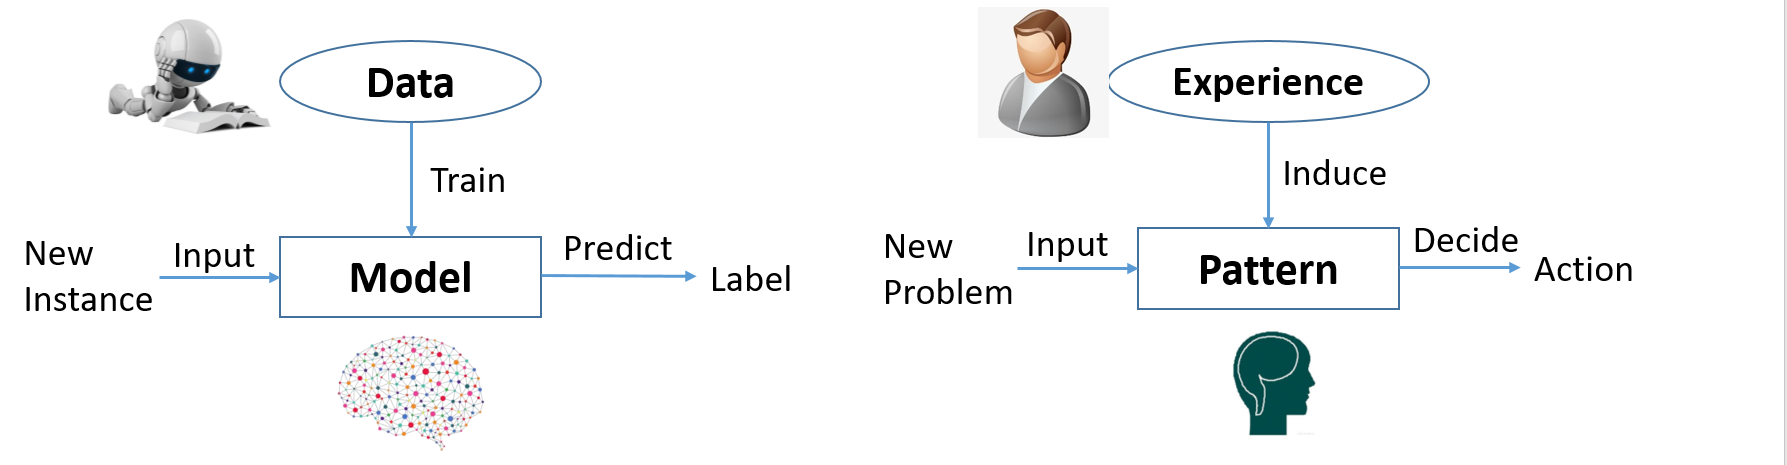 Data
Train
New
Instance
Input
Model
Predict
Label
Experience
Induce
New
Problem
Input
Pattern
Decide
Action